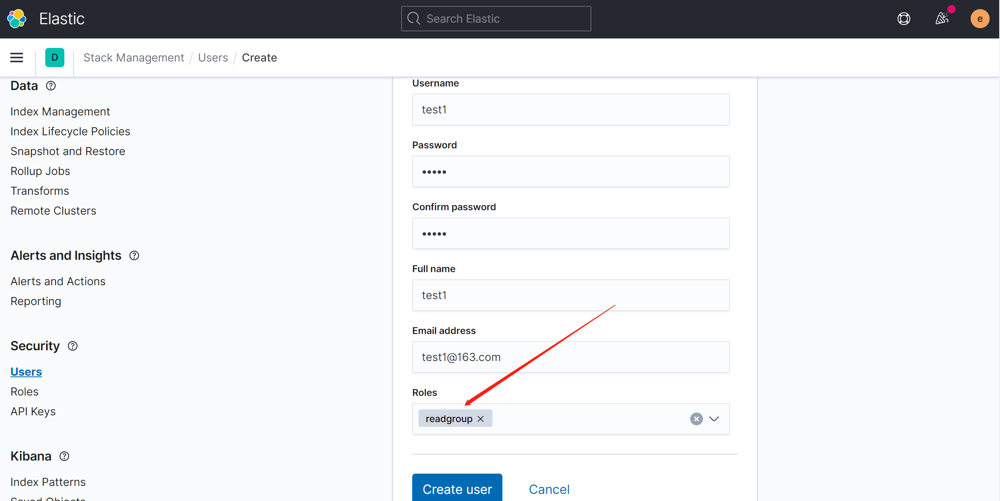 Elastic
Search Elastic
e
D
Stack Management / Users / Create
Data
Index Management
Index Lifecycle Policies
Snapshot and Restore
Rollup Jobs
Transforms
Remote Clusters
Alerts and Insights
Alerts and Actions
Reporting
Security
Users
Roles
API Keys
Kibana
Index Patterns
Saved Objects
Username
test1
Password
•••••
Confirm password
•••••
Full name
test1
Email address
test1@163.com
Roles
readgroup
Create user
Cancel